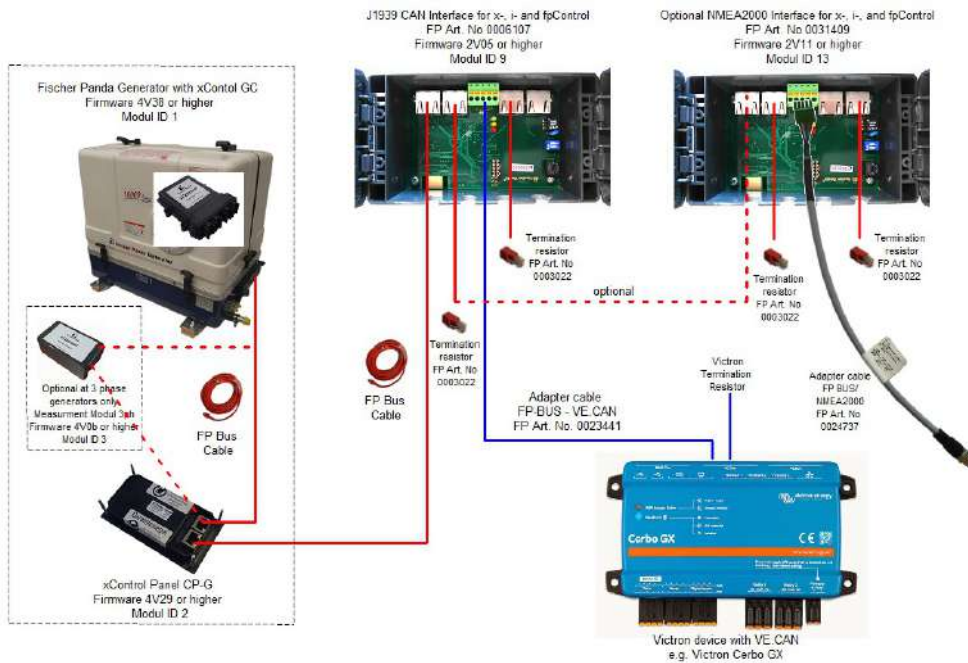 J1939 CAN Interface for x-, i-, and fpControl
FP Art. No 0006107
Firmware 2V05 or higher
Modul ID 9
Optional NMEA2000 Interface for x-, i-, and fpControl
FP Art. No 0031409
Firmware 2V11 or higher
Modul ID 13
Fischer Panda Generator with xContol GC
Firmware 4V38 or higher
Modul ID 1
Termination
resistor
FP Art. No
0003022
Termination
resistor
FP Art. No
0003022
Termination
resistor
FP Art. No
0003022
optional
Termination
resistor
FP Art. No
0003022
Optional at 3 phase
generators only
Measurment Modul 3ph
Firmware 4V0b or higher
Modul ID 3
FP Bus
Cable
FP Bus
Cable
Victron
Termination
Resistor
Adapter cable
FP-BUS - VE.CAN
FP Art. No. 0023441
Adapter cable
FP BUS/
NMEA2000
FP Art. No
0024737
victron energy
Cerbo GX
CE
xControl Panel CP-G
Firmware 4V29 or higher
Modul ID 2
Victron device with VE.CAN
e.g. Victron Cerbo GX